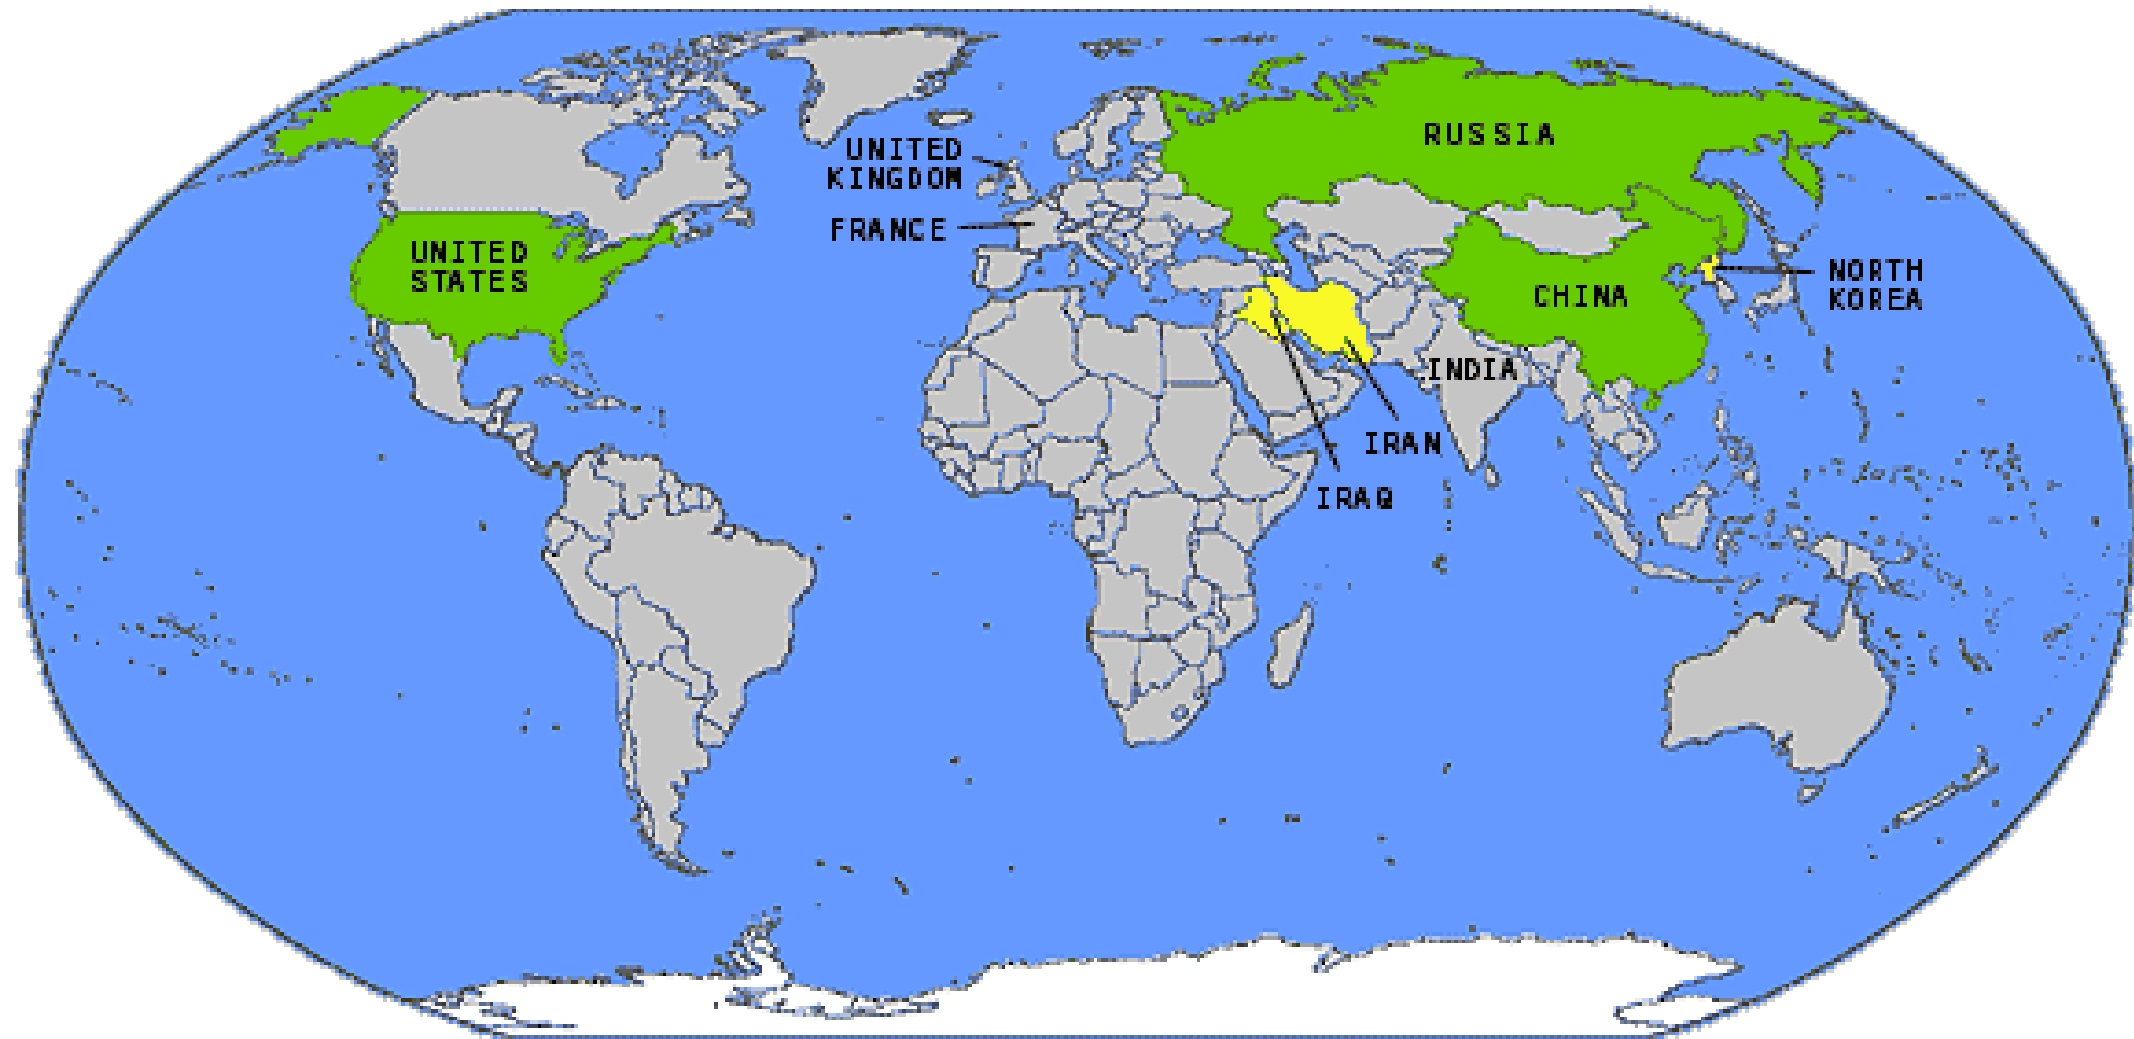 UNITED
KINGDOM
RUSSIA
FRANCE
UNITED
STATES
NORTH
KOREA
CHINA
INDIA
IRAN
IRAQ